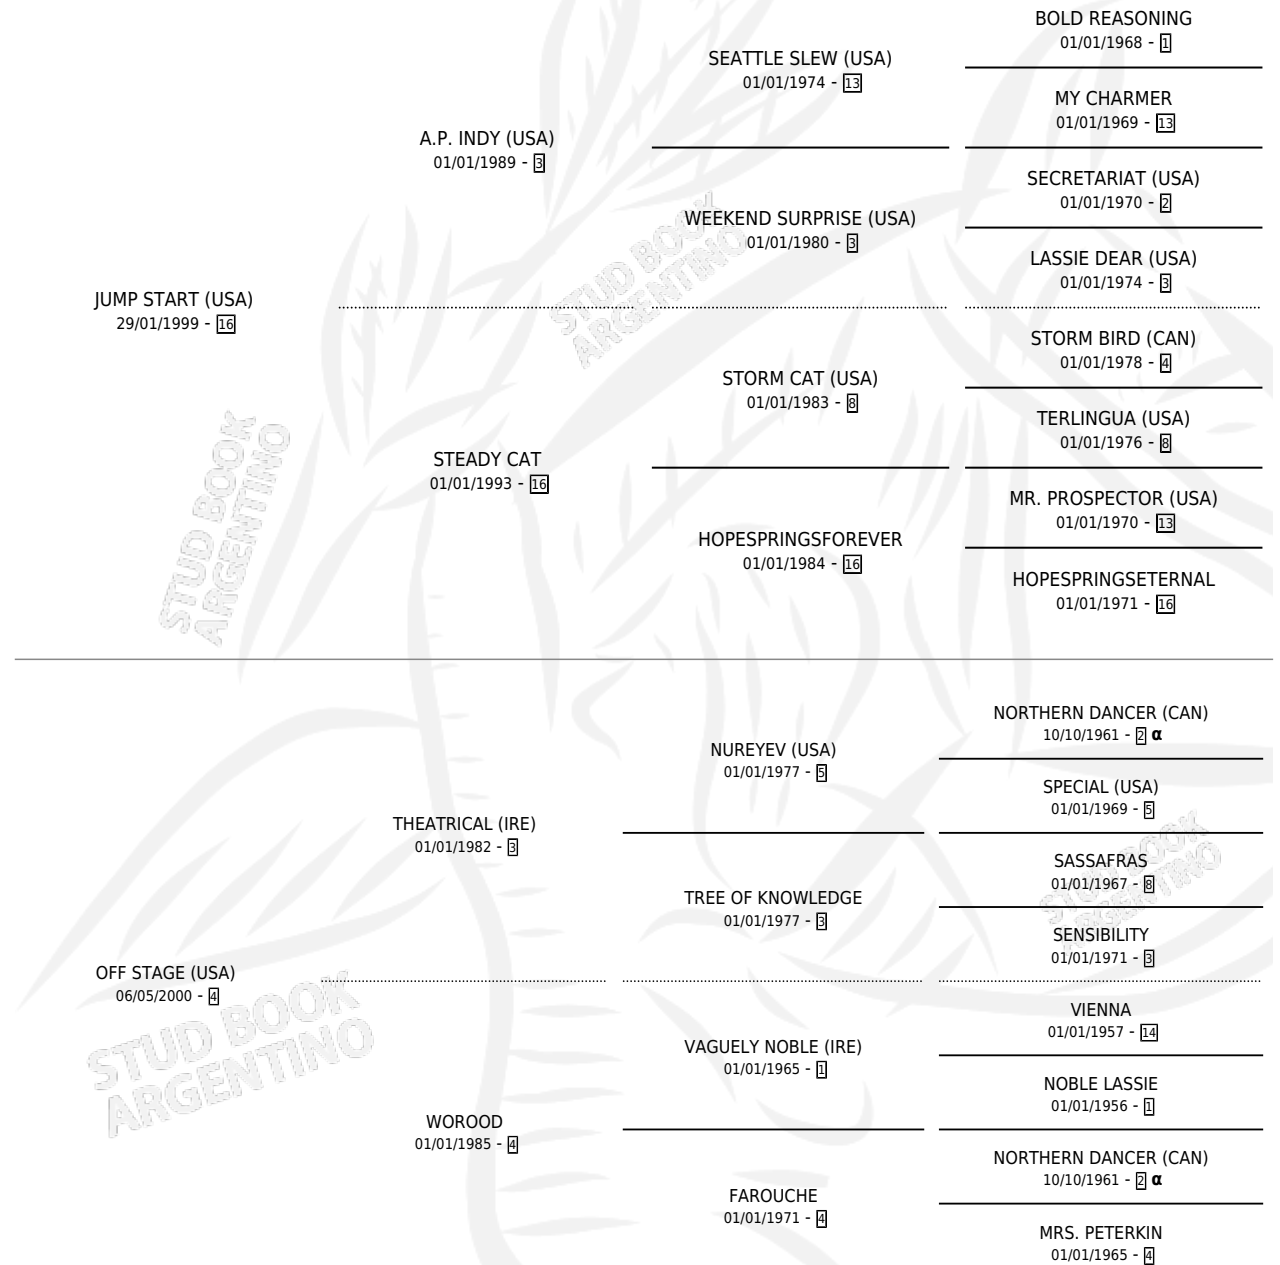 BOLD REASONING
01/01/1968 - 1
SEATTLE SLEW (USA)
01/01/1974 - 13
MY CHARMER
01/01/1969 - 13
A.P. INDY (USA)
01/01/1989 - 3
SECRETARIAT (USA)
01/01/1970 - 2
WEEKEND SURPRISE (USA)
01/01/1980 - 3
LASSIE DEAR (USA)
01/01/1974 - 3
JUMP START (USA)
29/01/1999 - 16
STORM BIRD (CAN)
01/01/1978 - 4
STORM CAT (USA)
01/01/1983 - 8
TERLINGUA (USA)
01/01/1976 - 8
STEADY CAT
01/01/1993 - 16
MR. PROSPECTOR (USA)
01/01/1970 - 13
HOPESPRINGSFOREVER
01/01/1984 - 16
HOPESPRINGSETERNAL
01/01/1971 - 16
NORTHERN DANCER (CAN)
10/10/1961 - 2 α
NUREYEV (USA)
01/01/1977 - 5
SPECIAL (USA)
01/01/1969 - 5
THEATRICAL (IRE)
01/01/1982 - 3
SASSAFRAS
01/01/1967 - 8
TREE OF KNOWLEDGE
01/01/1977 - 3
SENSIBILITY
01/01/1971 - 3
OFF STAGE (USA)
06/05/2000 - 4
VIENNA
01/01/1957 - 14
VAGUELY NOBLE (IRE)
01/01/1965 - 1
NOBLE LASSIE
01/01/1956 - 1
WOROOD
01/01/1985 - 4
NORTHERN DANCER (CAN)
10/10/1961 - 2 α
FAROUCHE
01/01/1971 - 4
MRS. PETERKIN
01/01/1965 - 4
STUD BOOK
ARGENTINO
STUD BOOK
ARGENTINO
STUD BOOK
ARGENTINO
STUD BOOK
ARGENTINO